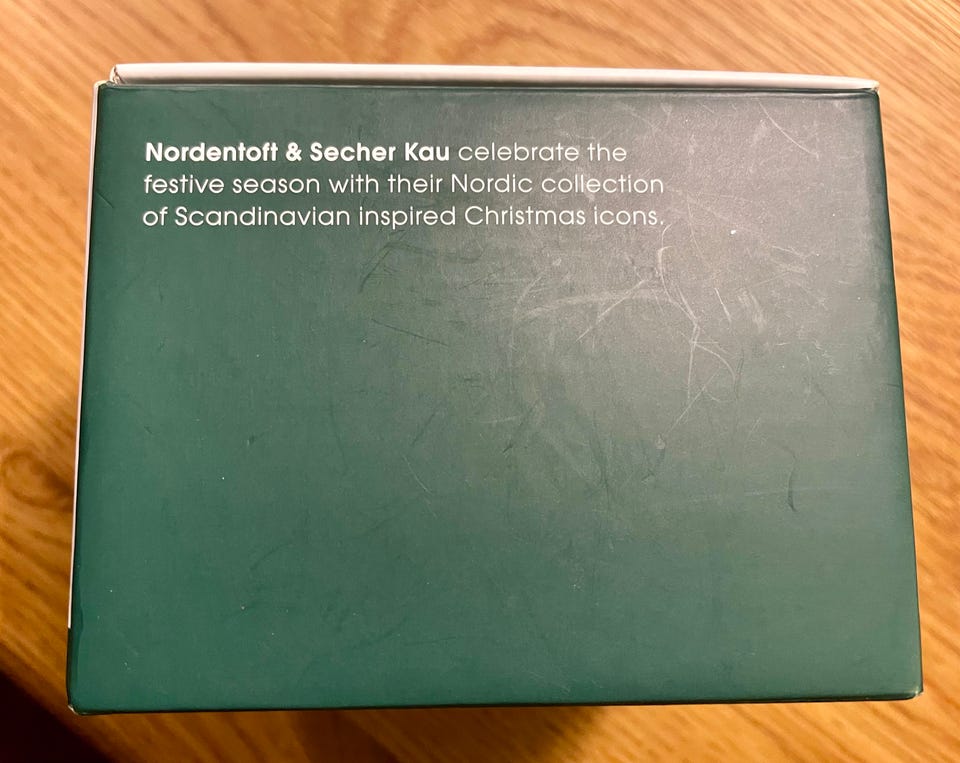 Nordentoft & Secher Kau celebrate the
festive season with their Nordic collection
of Scandinavian inspired Christmas icons.